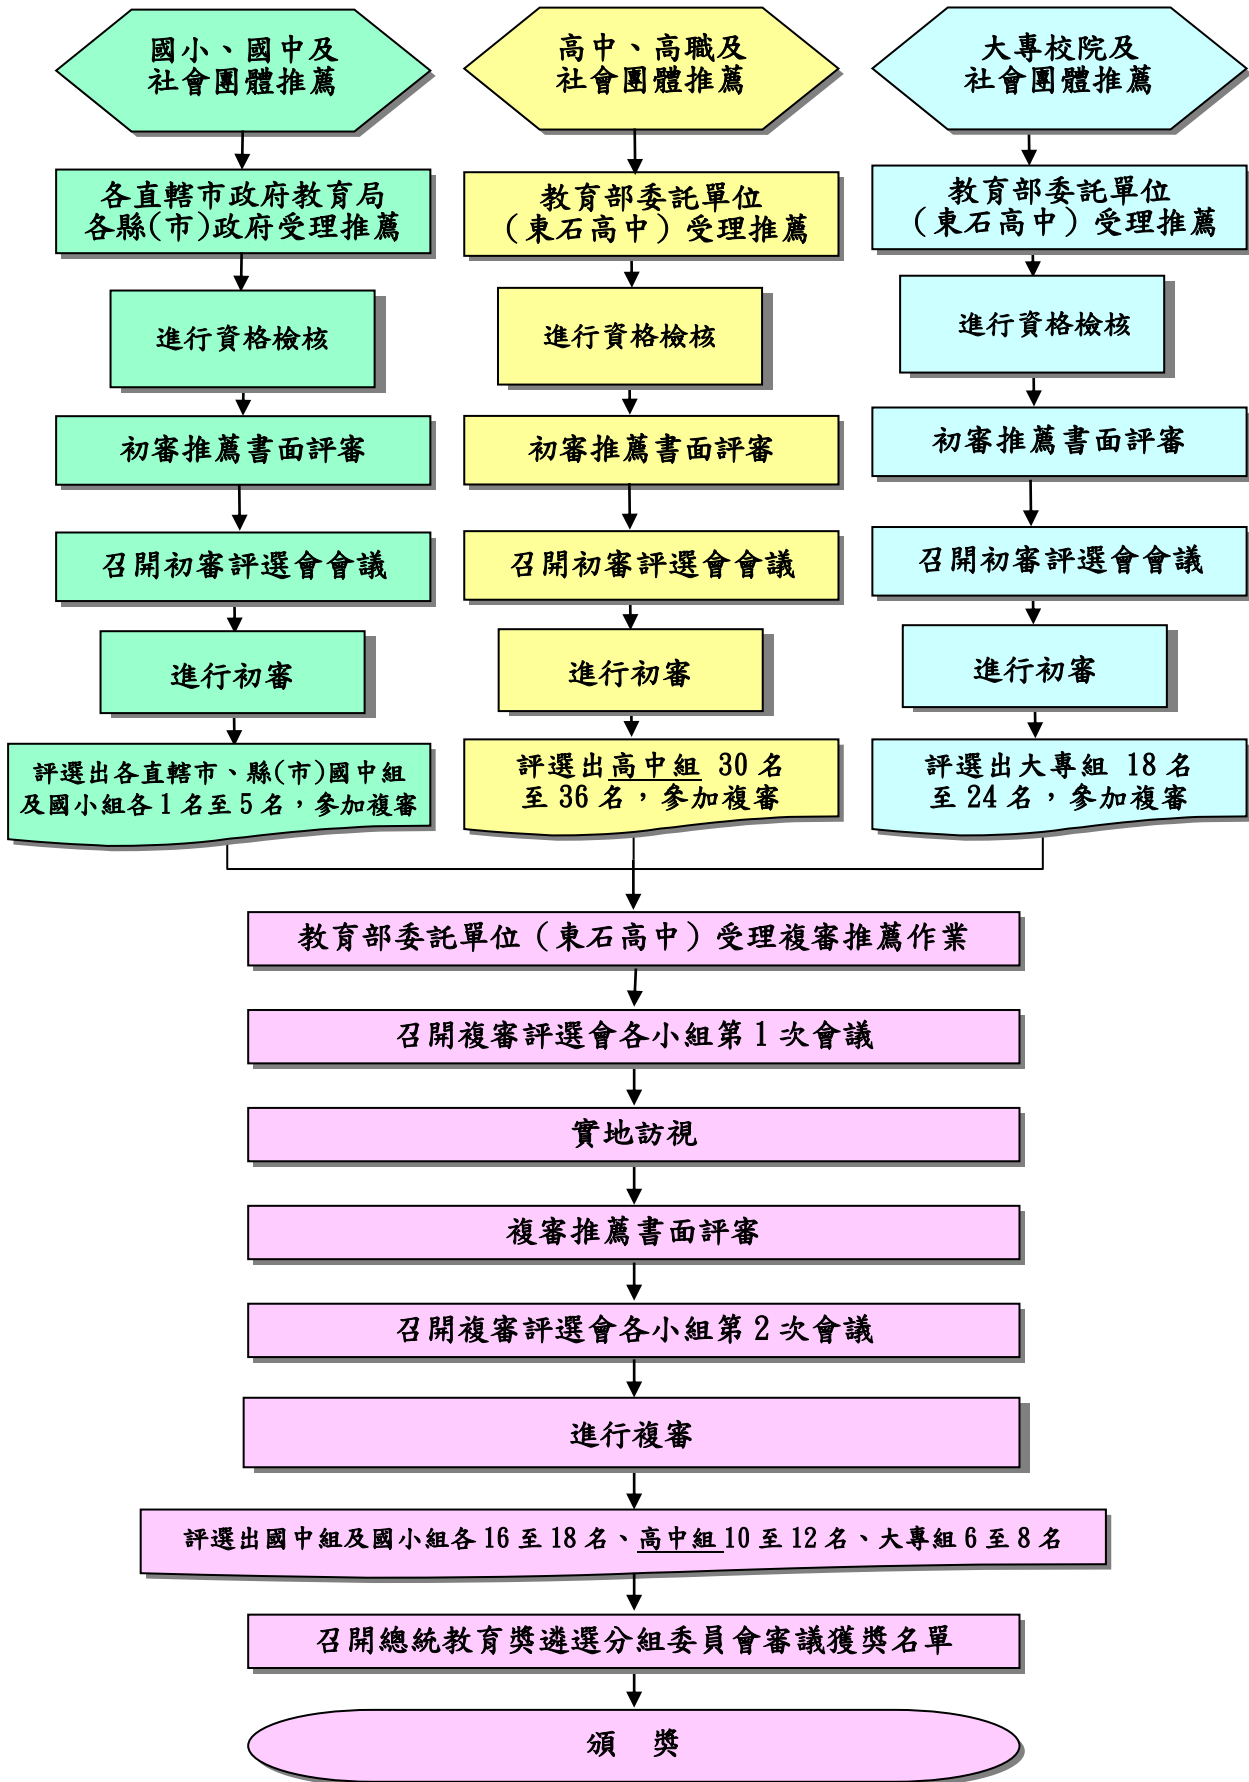 國小、國中及
社會團體推薦
各直轄市政府教育局
各縣(市)政府受理推薦
進行資格檢核
初審推薦書面評審
召開初審評選會會議
進行初審
評選出各直轄市、縣(市)國中組
及國小組各1名至5名，參加複審
高中、高職及
社會團體推薦
教育部委託單位
（東石高中）受理推薦
進行資格檢核
初審推薦書面評審
召開初審評選會會議
進行初審
評選出高中組 30名
至36名，參加複審
大專校院及
社會團體推薦
教育部委託單位
（東石高中）受理推薦
進行資格檢核
初審推薦書面評審
召開初審評選會會議
進行初審
評選出大專組 18名
至24名，參加複審
教育部委託單位（東石高中）受理複審推薦作業
召開複審評選會各小組第1次會議
實地訪視
複審推薦書面評審
召開複審評選會各小組第2次會議
進行複審
評選出國中組及國小組各16至18名、高中組10至12名、大專組6至8名
召開總統教育獎遴選分組委員會審議獲獎名單
頒 獎